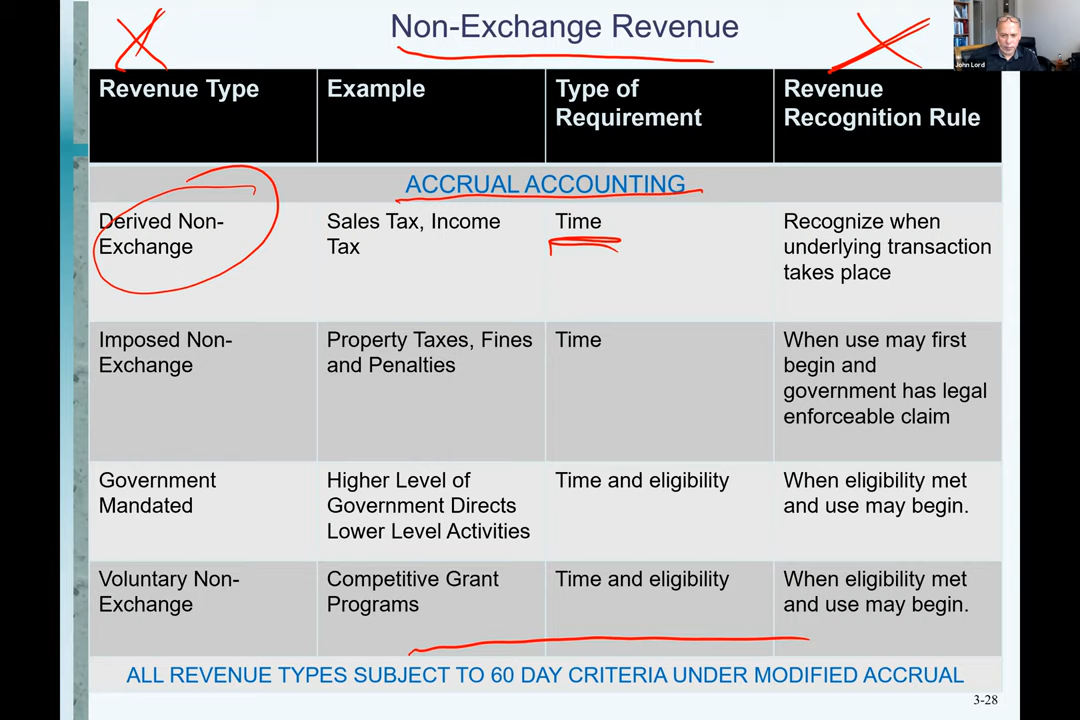 Non-Exchange Revenue
John Lord
Revenue Type
Example
Type of
Requirement
Revenue
Recognition Rule
ACCRUAL ACCOUNTING
Derived Non-
Exchange
Sales Tax, Income
Tax
Time
Recognize when
underlying transaction
takes place
Imposed Non-
Exchange
Property Taxes, Fines
and Penalties
Time
When use may first
begin and
government has legal
enforceable claim
Government
Mandated
Higher Level of
Government Directs
Lower Level Activities
Time and eligibility
When eligibility met
and use may begin.
Voluntary Non-
Exchange
Competitive Grant
Programs
Time and eligibility
When eligibility met
and use may begin.
ALL REVENUE TYPES SUBJECT TO 60 DAY CRITERIA UNDER MODIFIED ACCRUAL
3-28